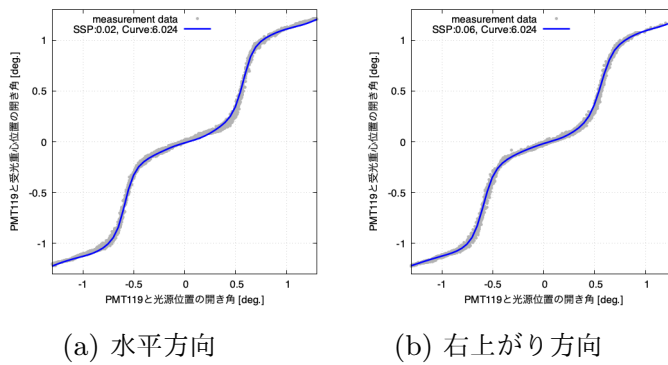 measurement data
SSP:0.02, Curve:6.024
1
0.5
0
-0.5
-1
-1
-0.5
0
0.5
1
PMT119と受光重心位置の開き角 [deg.]
PMT119と光源位置の開き角 [deg.]
(a) 水平方向
measurement data
SSP:0.06, Curve:6.024
1
0.5
0
-0.5
-1
-1
-0.5
0
0.5
1
PMT119と受光重心位置の開き角 [deg.]
PMT119と光源位置の開き角 [deg.]
(b) 右上がり方向